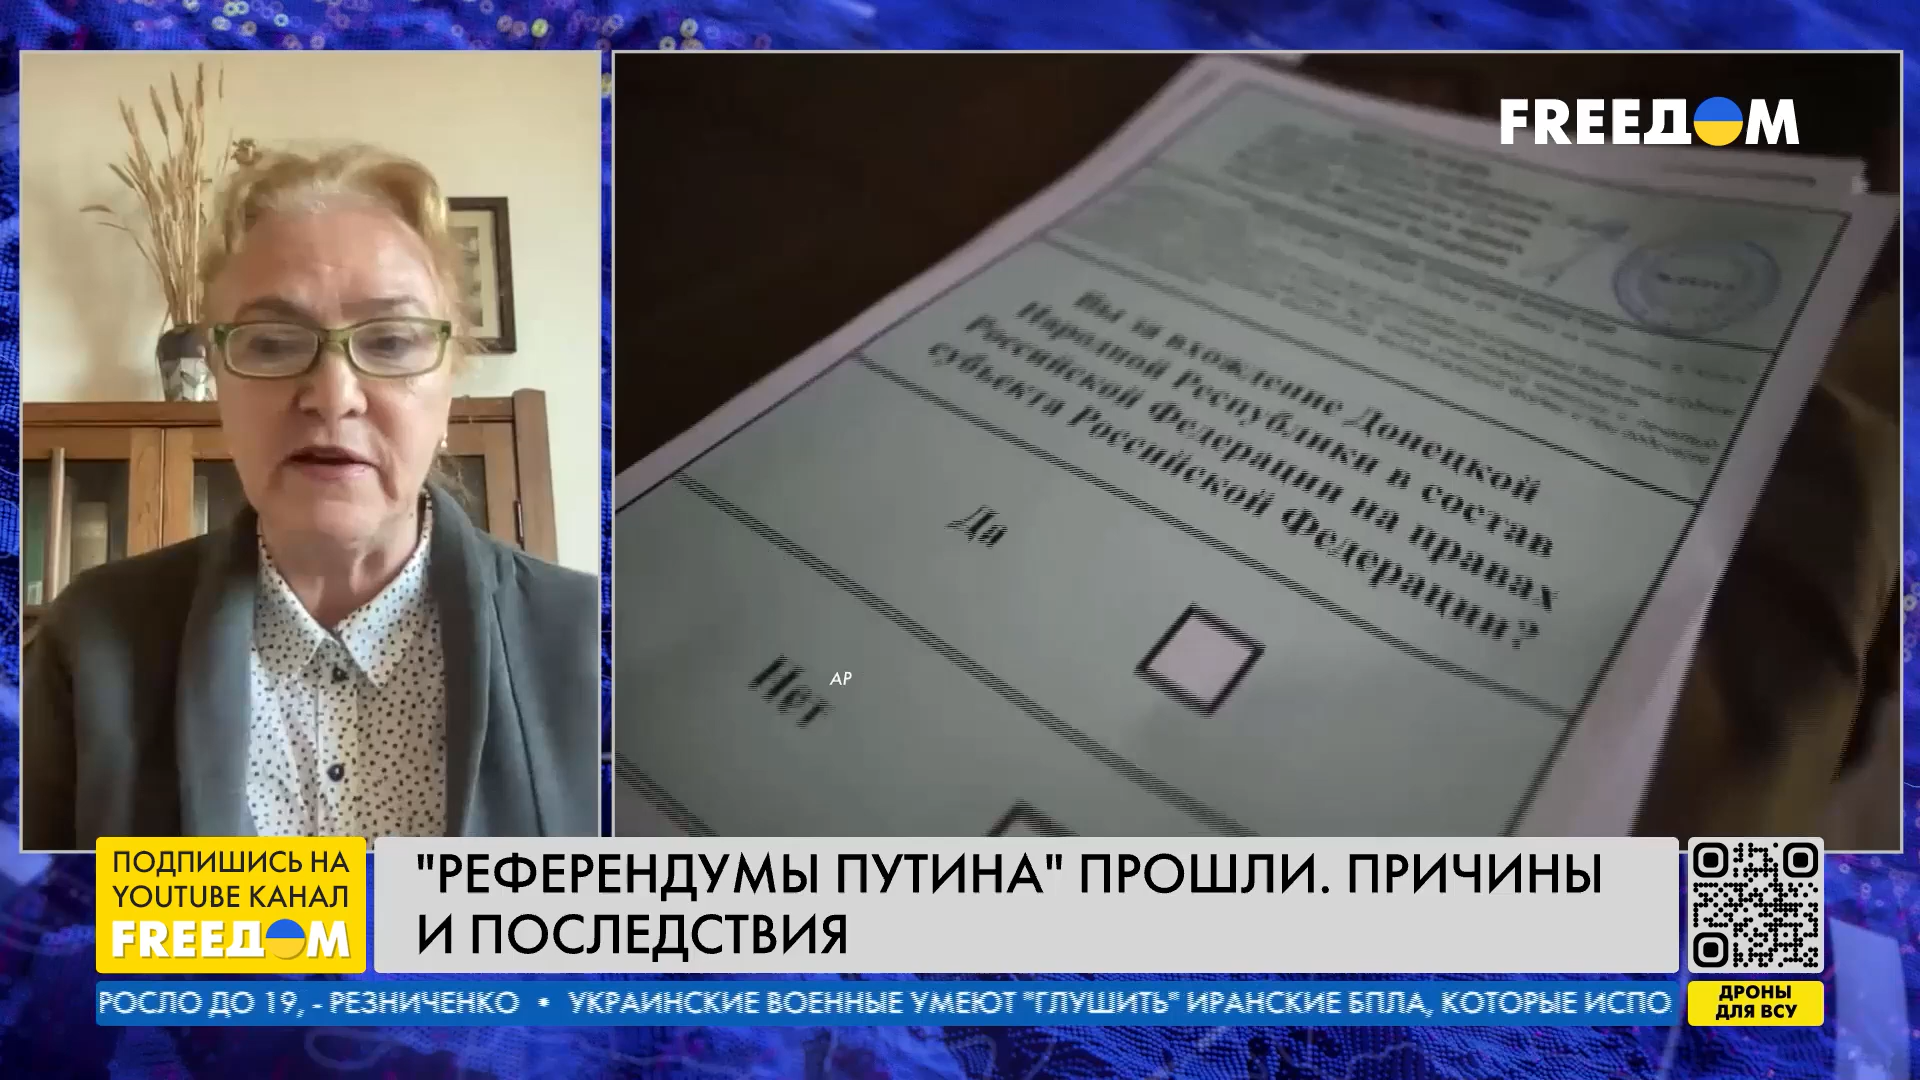 FREEДOM
Вы за вхождение Донецкой
Народной Республики в состав
Российской Федерации на правах
субъекта Российской Федерации?
Да
Нет
AP
ПОДПИШИСЬ НА
YOUTUBE КАНАЛ
FREEДOM
"РЕФЕРЕНДУМЫ ПУТИНА" ПРОШЛИ. ПРИЧИНЫ
И ПОСЛЕДСТВИЯ
РОСЛО ДО 19, - РЕЗНИЧЕНКО • УКРАИНСКИЕ ВОЕННЫЕ УМЕЮТ "ГЛУШИТЬ" ИРАНСКИЕ БПЛА, КОТОРЫЕ ИСПО
ДРОНЫ
ДЛЯ ВСУ